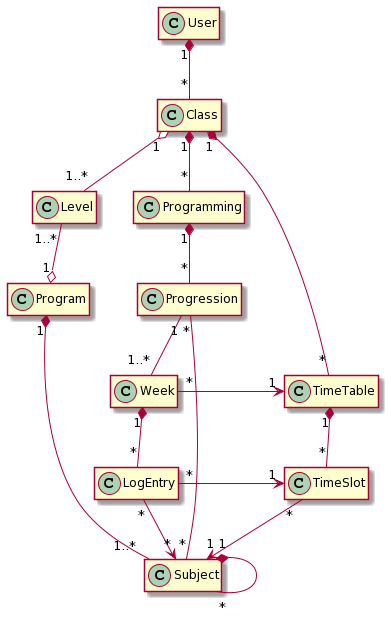 C User
1
*
C Class
1 1 1
1..* *
C Level C Programming
1..* 1
1 *
C Program C Progression
1 1 *
1..* *
C Week * 1 C TimeTable
1 1
* *
C LogEntry * 1 C TimeSlot
* *
1..* * * 1 1
C Subject
*